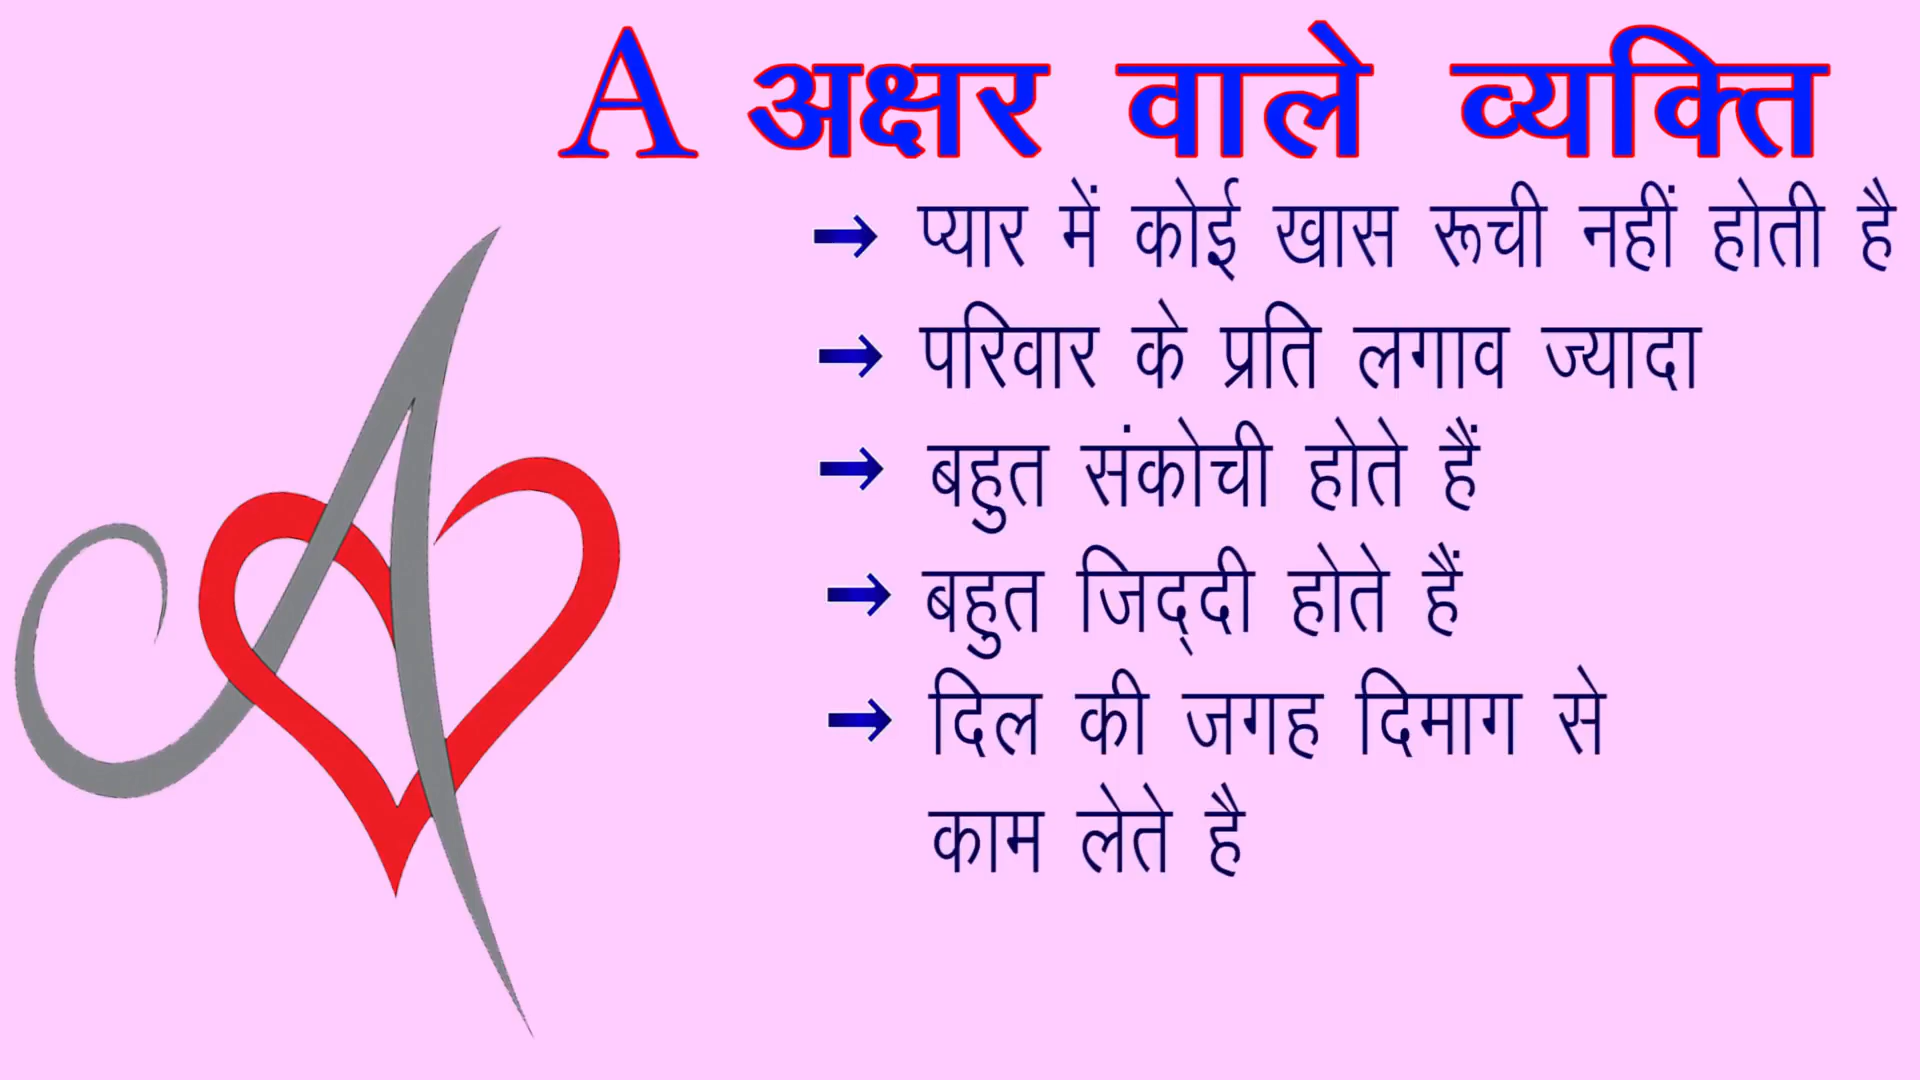 A अक्षर वाले व्यक्ति
→ प्यार में कोई खास रूची नहीं होती है
→ परिवार के प्रति लगाव ज्यादा
→ बहुत संकोची होते हैं
→ बहुत जिद्‌दी होते हैं
→ दिल की जगह दिमाग से
काम लेते है